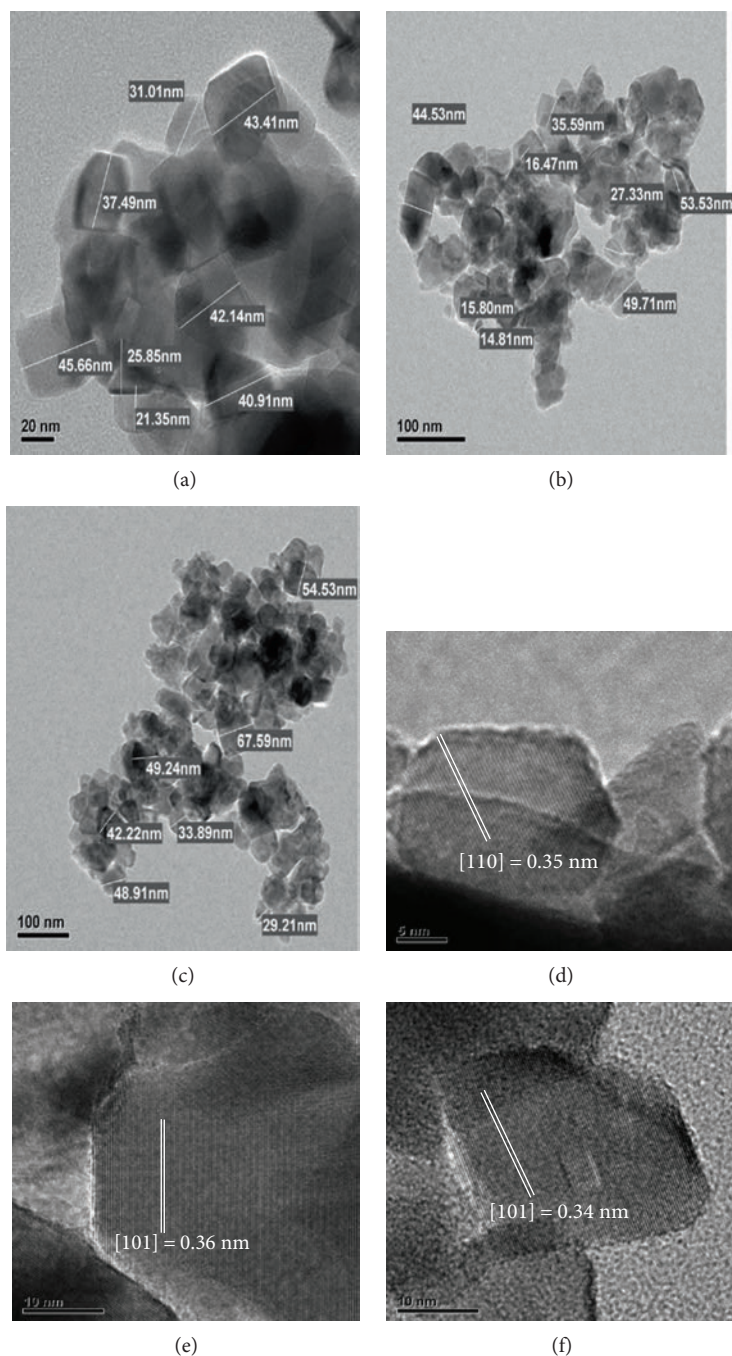 31.01nm
43.41nm
37.49nm
42.14nm
45.66nm
25.85nm
40.91nm
21.35nm
20 nm
(a)
44.53nm
35.59nm
16.47nm
27.33nm
53.53nm
15.80nm
49.71nm
14.81nm
100 nm
(b)
54.53nm
67.59nm
49.24nm
42.22nm
33.89nm
48.91nm
29.21nm
100 nm
(c)
[110] = 0.35 nm
5 nm
(d)
[101] = 0.36 nm
10 nm
(e)
[101] = 0.34 nm
10 nm
(f)